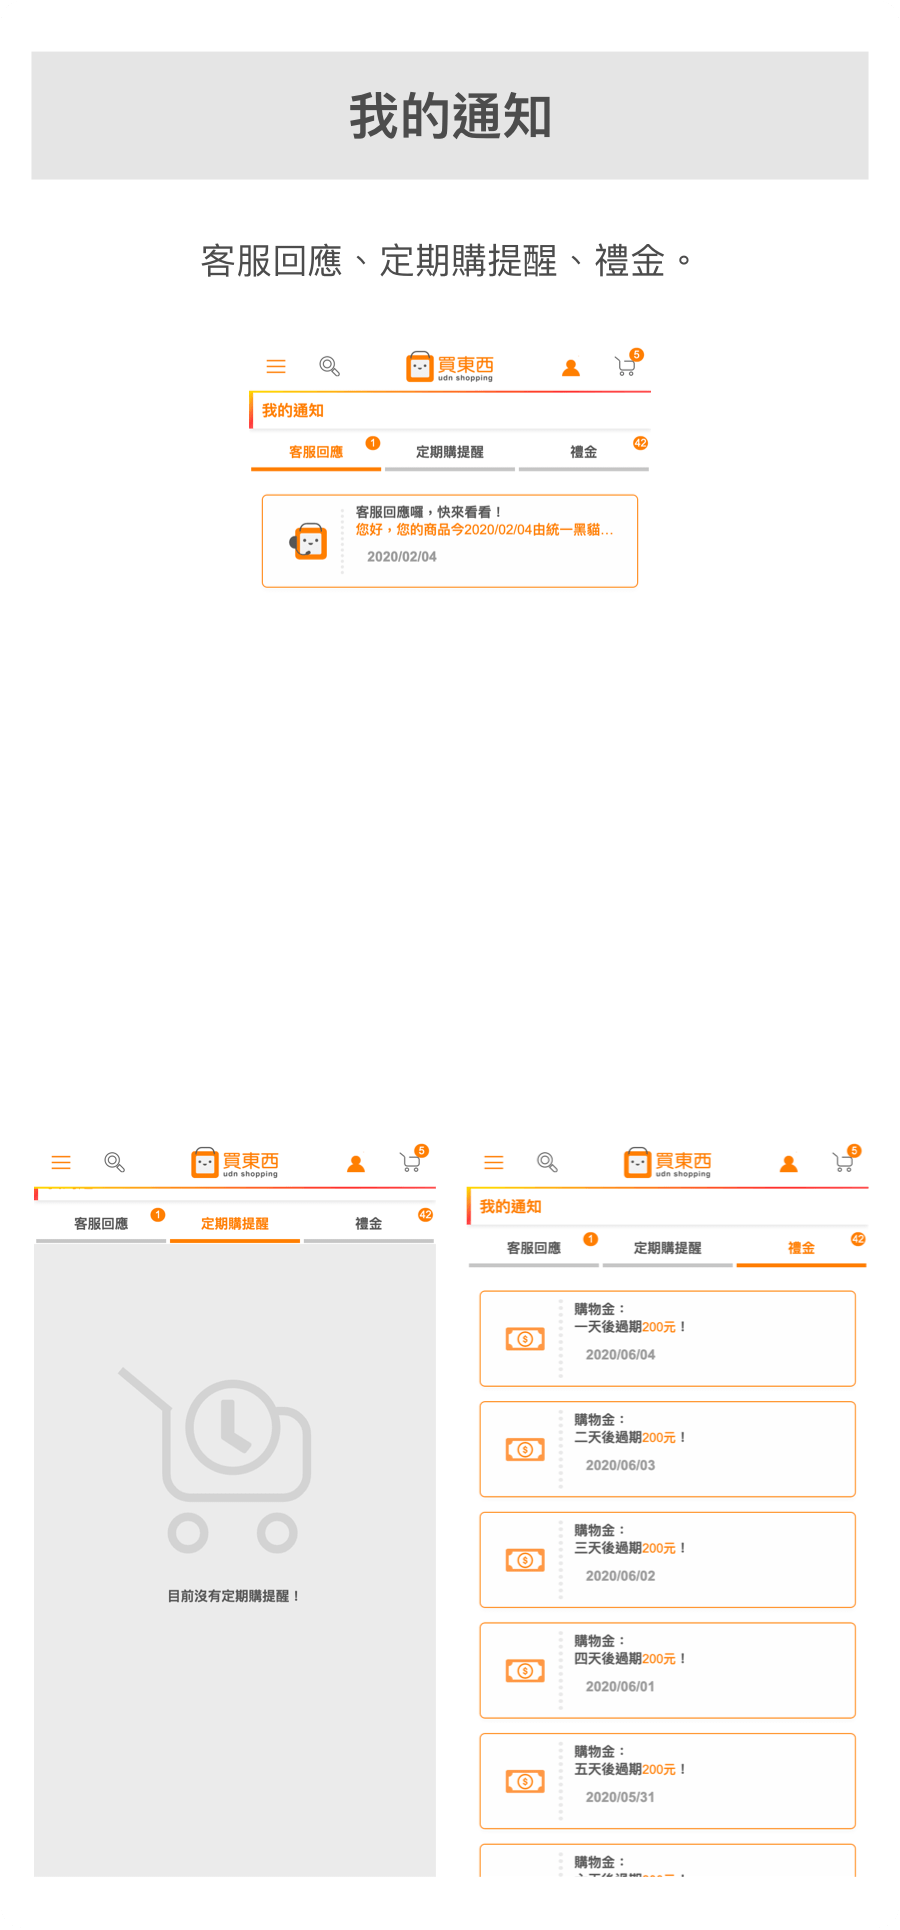 我的通知
客服回應、定期購提醒、禮金。
買東西
udn shopping
5
我的通知
客服回應
1
定期購提醒
禮金
42
客服回應囉，快來看看！
您好，您的商品今2020/02/04由統一黑貓...
2020/02/04
買東西
udn shopping
5
客服回應
1
定期購提醒
禮金
42
目前沒有定期購提醒！
買東西
udn shopping
5
我的通知
客服回應
1
定期購提醒
禮金
42
購物金：
一天後過期200元！
2020/06/04
購物金：
二天後過期200元！
2020/06/03
購物金：
三天後過期200元！
2020/06/02
購物金：
四天後過期200元！
2020/06/01
購物金：
五天後過期200元！
2020/05/31
購物金：